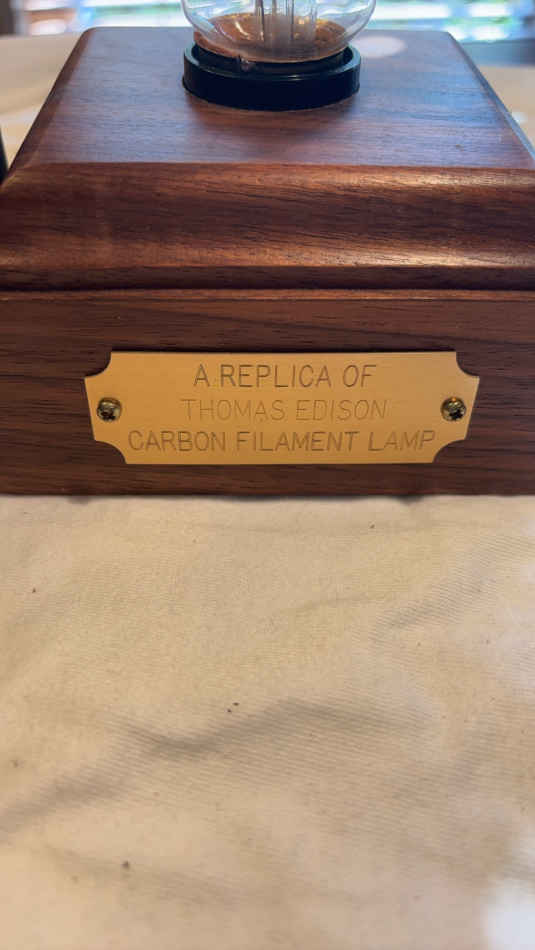 A REPLICA OF
THOMAS EDISON
CARBON FILAMENT LAMP